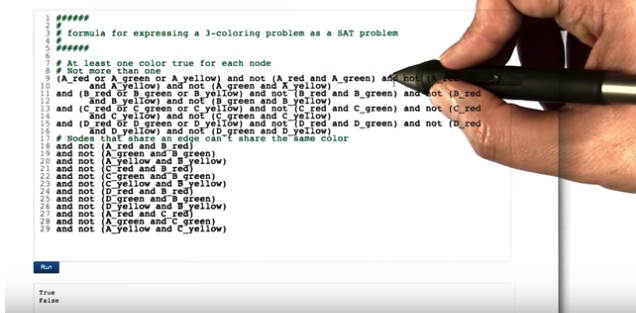 1 ######
2 #
3 # formula for expressing a 3-coloring problem as a SAT problem
4 #
5 ######
6
7 # At least one color true for each node
8 # Not more than one
9 (A_red or A_green or A_yellow) and not (A_red and A_green) and not (A
10 and A_yellow) and not (A_green and A_yellow)
11 and (B_red or B_green or B_yellow) and not (B_red and B_green) and not (B_red
12 and B_yellow) and not (B_green and B_yellow)
13 and (C_red or C_green or C_yellow) and not (C_red and C_green) and not (C_red
14 and C_yellow) and not (C_green and C_yellow)
15 and (D_red or D_green or D_yellow) and not (D_red and D_green) and not (D_red
16 and D_yellow) and not (D_green and D_yellow)
17 # Nodes that share an edge can't share the same color
18 and not (A_red and B_red)
19 and not (A_green and B_green)
20 and not (A_yellow and B_yellow)
21 and not (C_red and B_red)
22 and not (C_green and B_green)
23 and not (C_yellow and B_yellow)
24 and not (D_red and B_red)
25 and not (D_green and B_green)
26 and not (D_yellow and B_yellow)
27 and not (A_red and C_red)
28 and not (A_green and C_green)
29 and not (A_yellow and C_yellow)
Run
True
False